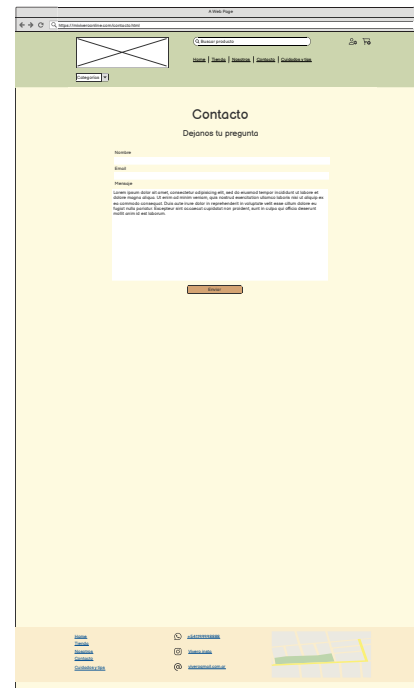 A Web Page
https://miviveroonline.com/contacto.html
Buscar producto
Home | Tienda | Nosotros | Contacto | Cuidados y tips
Categorias
Contacto
Dejanos tu pregunta
Nombre
Email
Mensaje
Lorem ipsum dolor sit amet, consectetur adipiscing elit, sed do eiusmod tempor incididunt ut labore et
dolore magna aliqua. Ut enim ad minim veniam, quis nostrud exercitation ullamco laboris nisi ut aliquip ex
ea commodo consequat. Duis aute irure dolor in reprehenderit in voluptate velit esse cillum dolore eu
fugiat nulla pariatur. Excepteur sint occaecat cupidatat non proident, sunt in culpa qui officia deserunt
mollit anim id est laborum.
Enviar
Home
Tienda
Nosotros
Contacto
Cuidados y tips